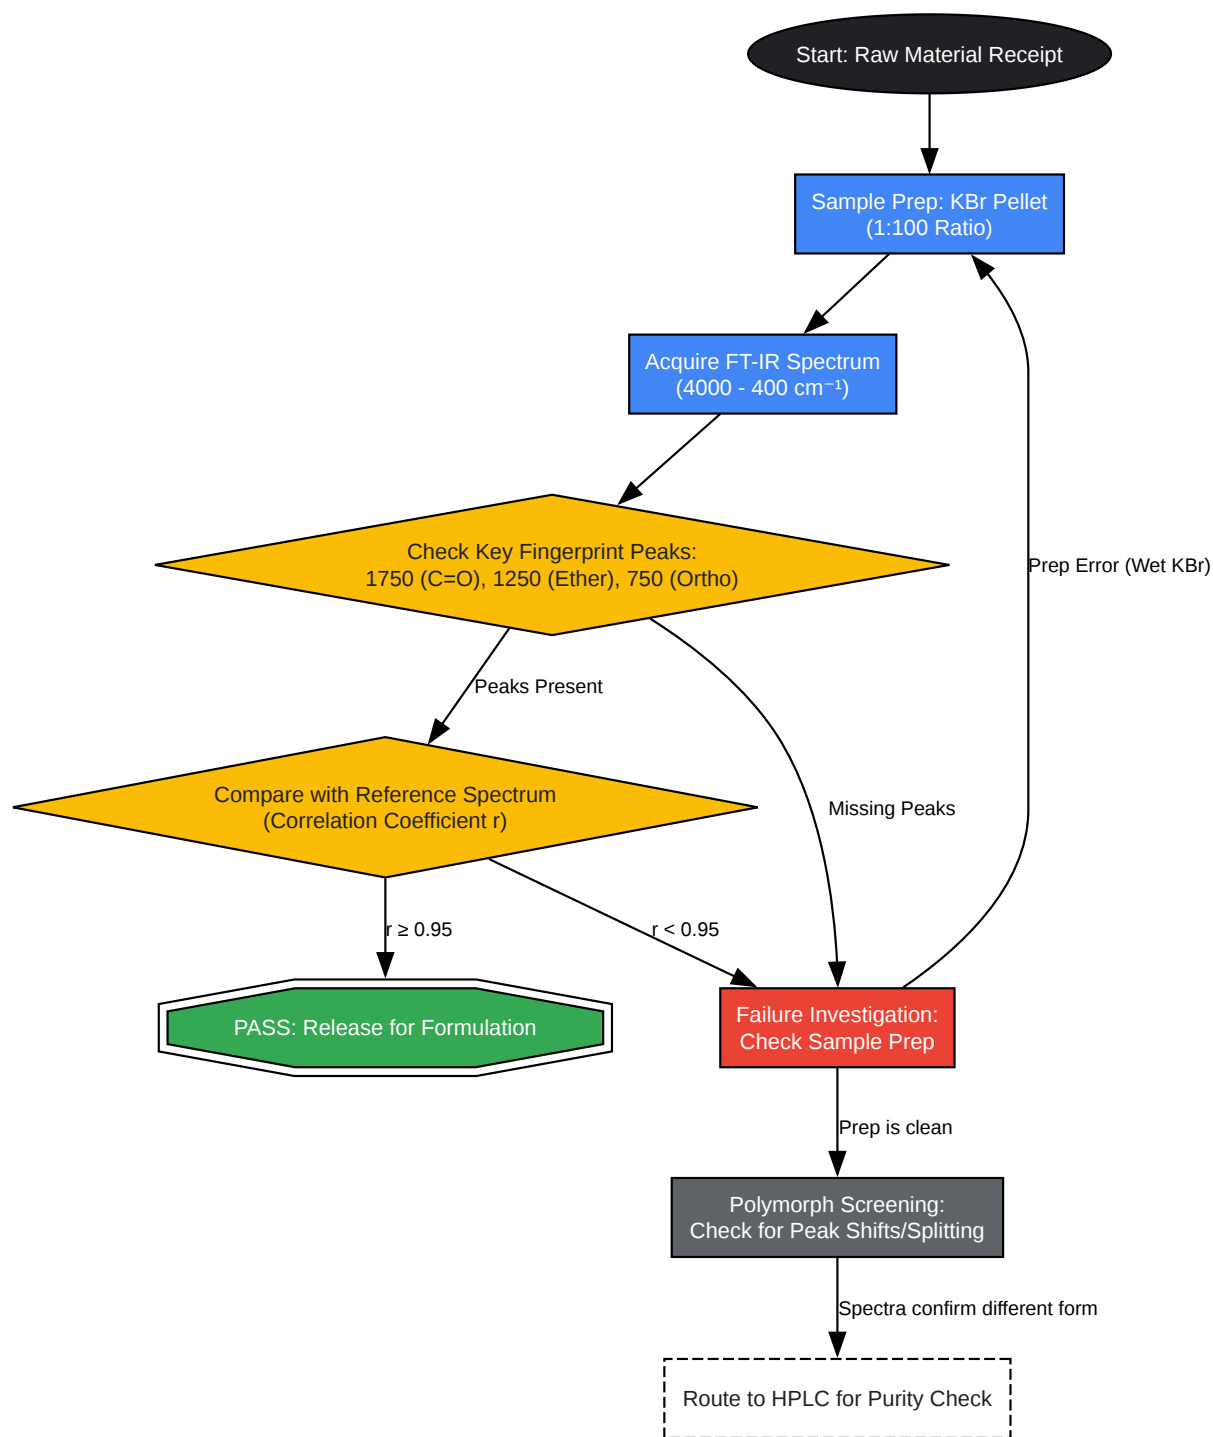 Start: Raw Material Receipt
Sample Prep: KBr Pellet
(1:100 Ratio)
Acquire FT-IR Spectrum
(4000 - 400 cm⁻¹)
Check Key Fingerprint Peaks:
1750 (C=O), 1250 (Ether), 750 (Ortho)
Prep Error (Wet KBr)
Peaks Present
Compare with Reference Spectrum
(Correlation Coefficient r)
Missing Peaks
r ≥ 0.95
r < 0.95
PASS: Release for Formulation
Failure Investigation:
Check Sample Prep
Prep is clean
Polymorph Screening:
Check for Peak Shifts/Splitting
Spectra confirm different form
Route to HPLC for Purity Check